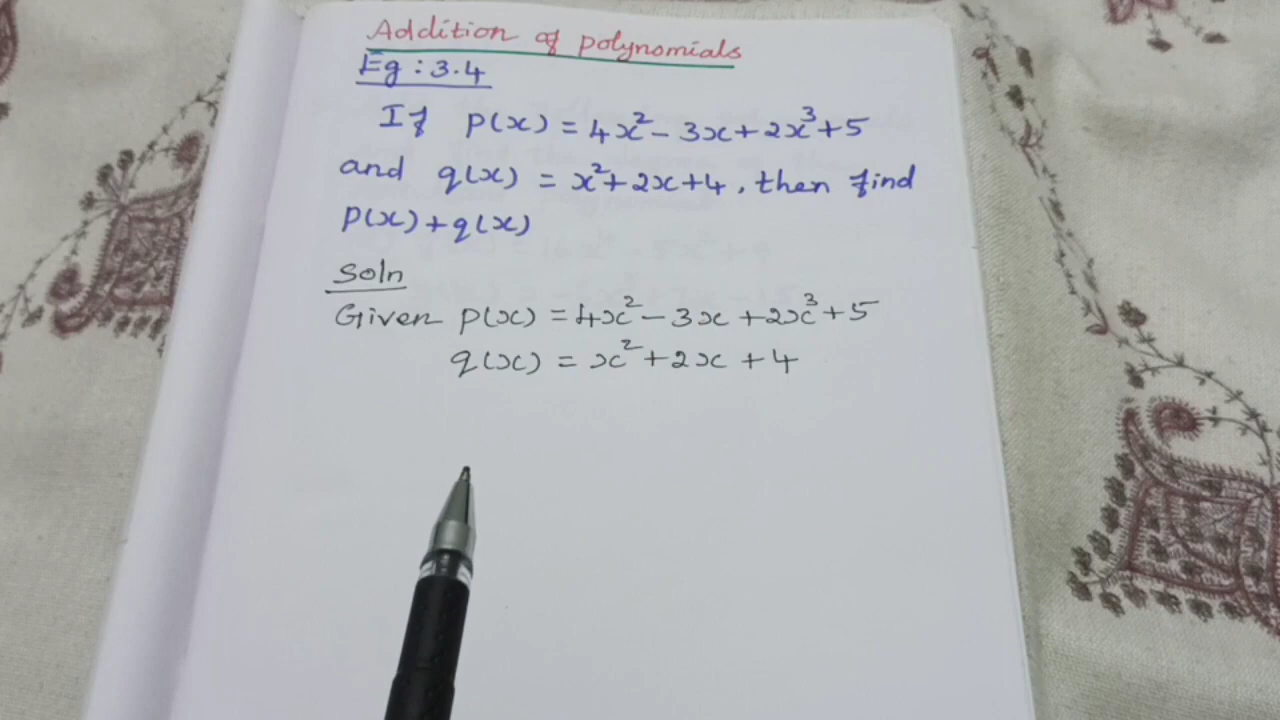 Addition of polynomials
Eg : 3.4
If p(x) = 4x² - 3x + 2x³ + 5
and q(x) = x² + 2x + 4, then find
p(x) + q(x)
Soln
Given p(x) = 4x² - 3x + 2x³ + 5
q(x) = x² + 2x + 4